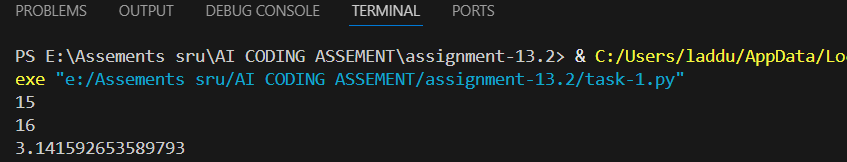 PROBLEMS OUTPUT DEBUG CONSOLE TERMINAL PORTS
PS E:\Assements sru\AI CODING ASSEMENT\assignment-13.2> & C:/Users/laddu/AppData/Lo
exe "e:/Assements sru/AI CODING ASSEMENT/assignment-13.2/task-1.py"
15
16
3.141592653589793